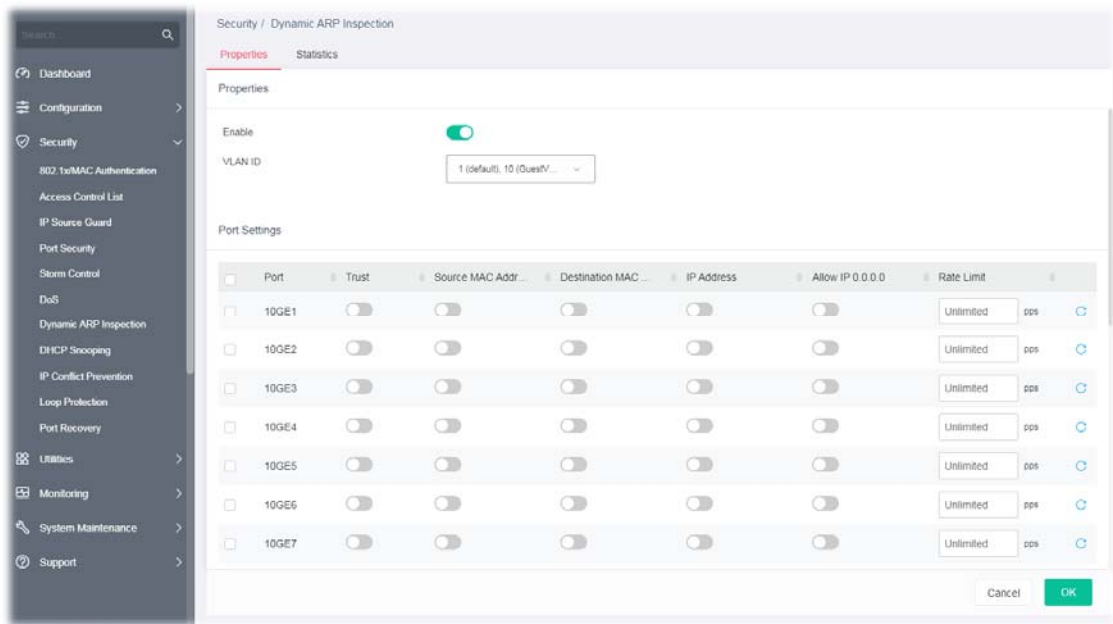 Search...
Dashboard
Configuration
Security
802.1x/MAC Authentication
Access Control List
IP Source Guard
Port Security
Storm Control
DoS
Dynamic ARP Inspection
DHCP Snooping
IP Conflict Prevention
Loop Protection
Port Recovery
Utilities
Monitoring
System Maintenance
Support
Security / Dynamic ARP Inspection
Properties Statistics
Properties
Enable
VLAN ID 1 (default), 10 (GuestV...
Port Settings
Port Trust Source MAC Addr... Destination MAC ... IP Address Allow IP 0.0.0.0 Rate Limit
10GE1 Unlimited pps
10GE2 Unlimited pps
10GE3 Unlimited pps
10GE4 Unlimited pps
10GE5 Unlimited pps
10GE6 Unlimited pps
10GE7 Unlimited pps
Cancel OK